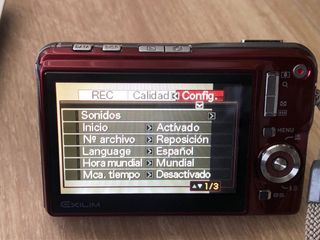 REC Calidad Config.
Sonidos
Inicio Activado
Nº archivo Reposición
Language Español
Hora mundial Mundial
Mca. tiempo Desactivado
1/3
MENU
EXILIM